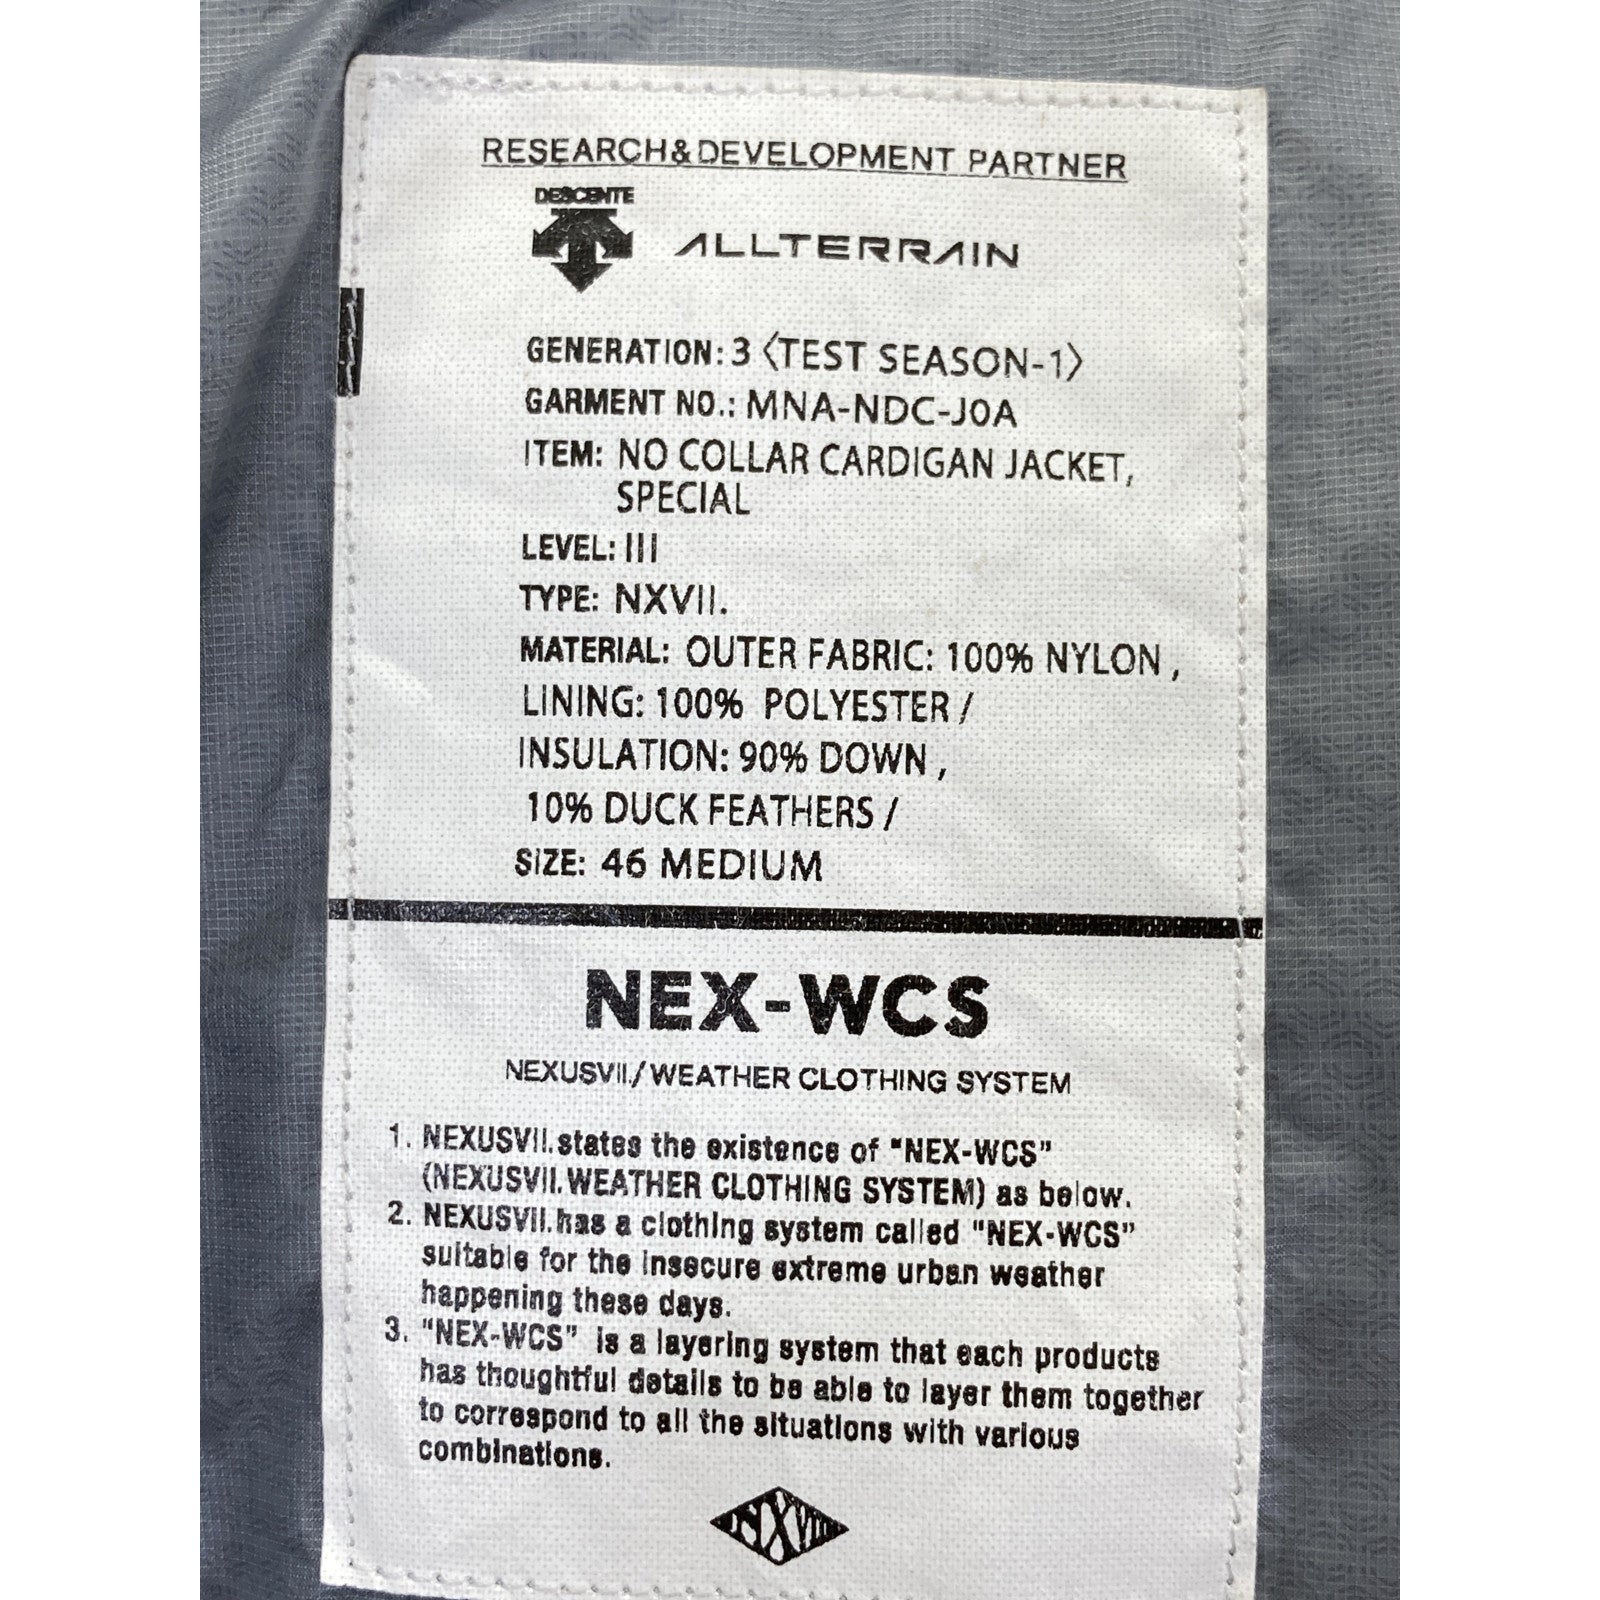 RESEARCH&DEVELOPMENT PARTNER
DESCENTE
ALLTERRAIN
GENERATION: 3 〈TEST SEASON-1〉
GARMENT NO.: MNA-NDC-J0A
ITEM: NO COLLAR CARDIGAN JACKET,
SPECIAL
LEVEL: III
TYPE: NXVII.
MATERIAL: OUTER FABRIC: 100% NYLON ,
LINING: 100% POLYESTER /
INSULATION: 90% DOWN ,
10% DUCK FEATHERS /
SIZE: 46 MEDIUM
NEX-WCS
NEXUSVII./WEATHER CLOTHING SYSTEM
1. NEXUSVII.states the existence of "NEX-WCS"
(NEXUSVII.WEATHER CLOTHING SYSTEM) as below.
2. NEXUSVII.has a clothing system called "NEX-WCS"
suitable for the insecure extreme urban weather
happening these days.
3. "NEX-WCS" is a layering system that each products
has thoughtful details to be able to layer them together
to correspond to all the situations with various
combinations.
NXVII